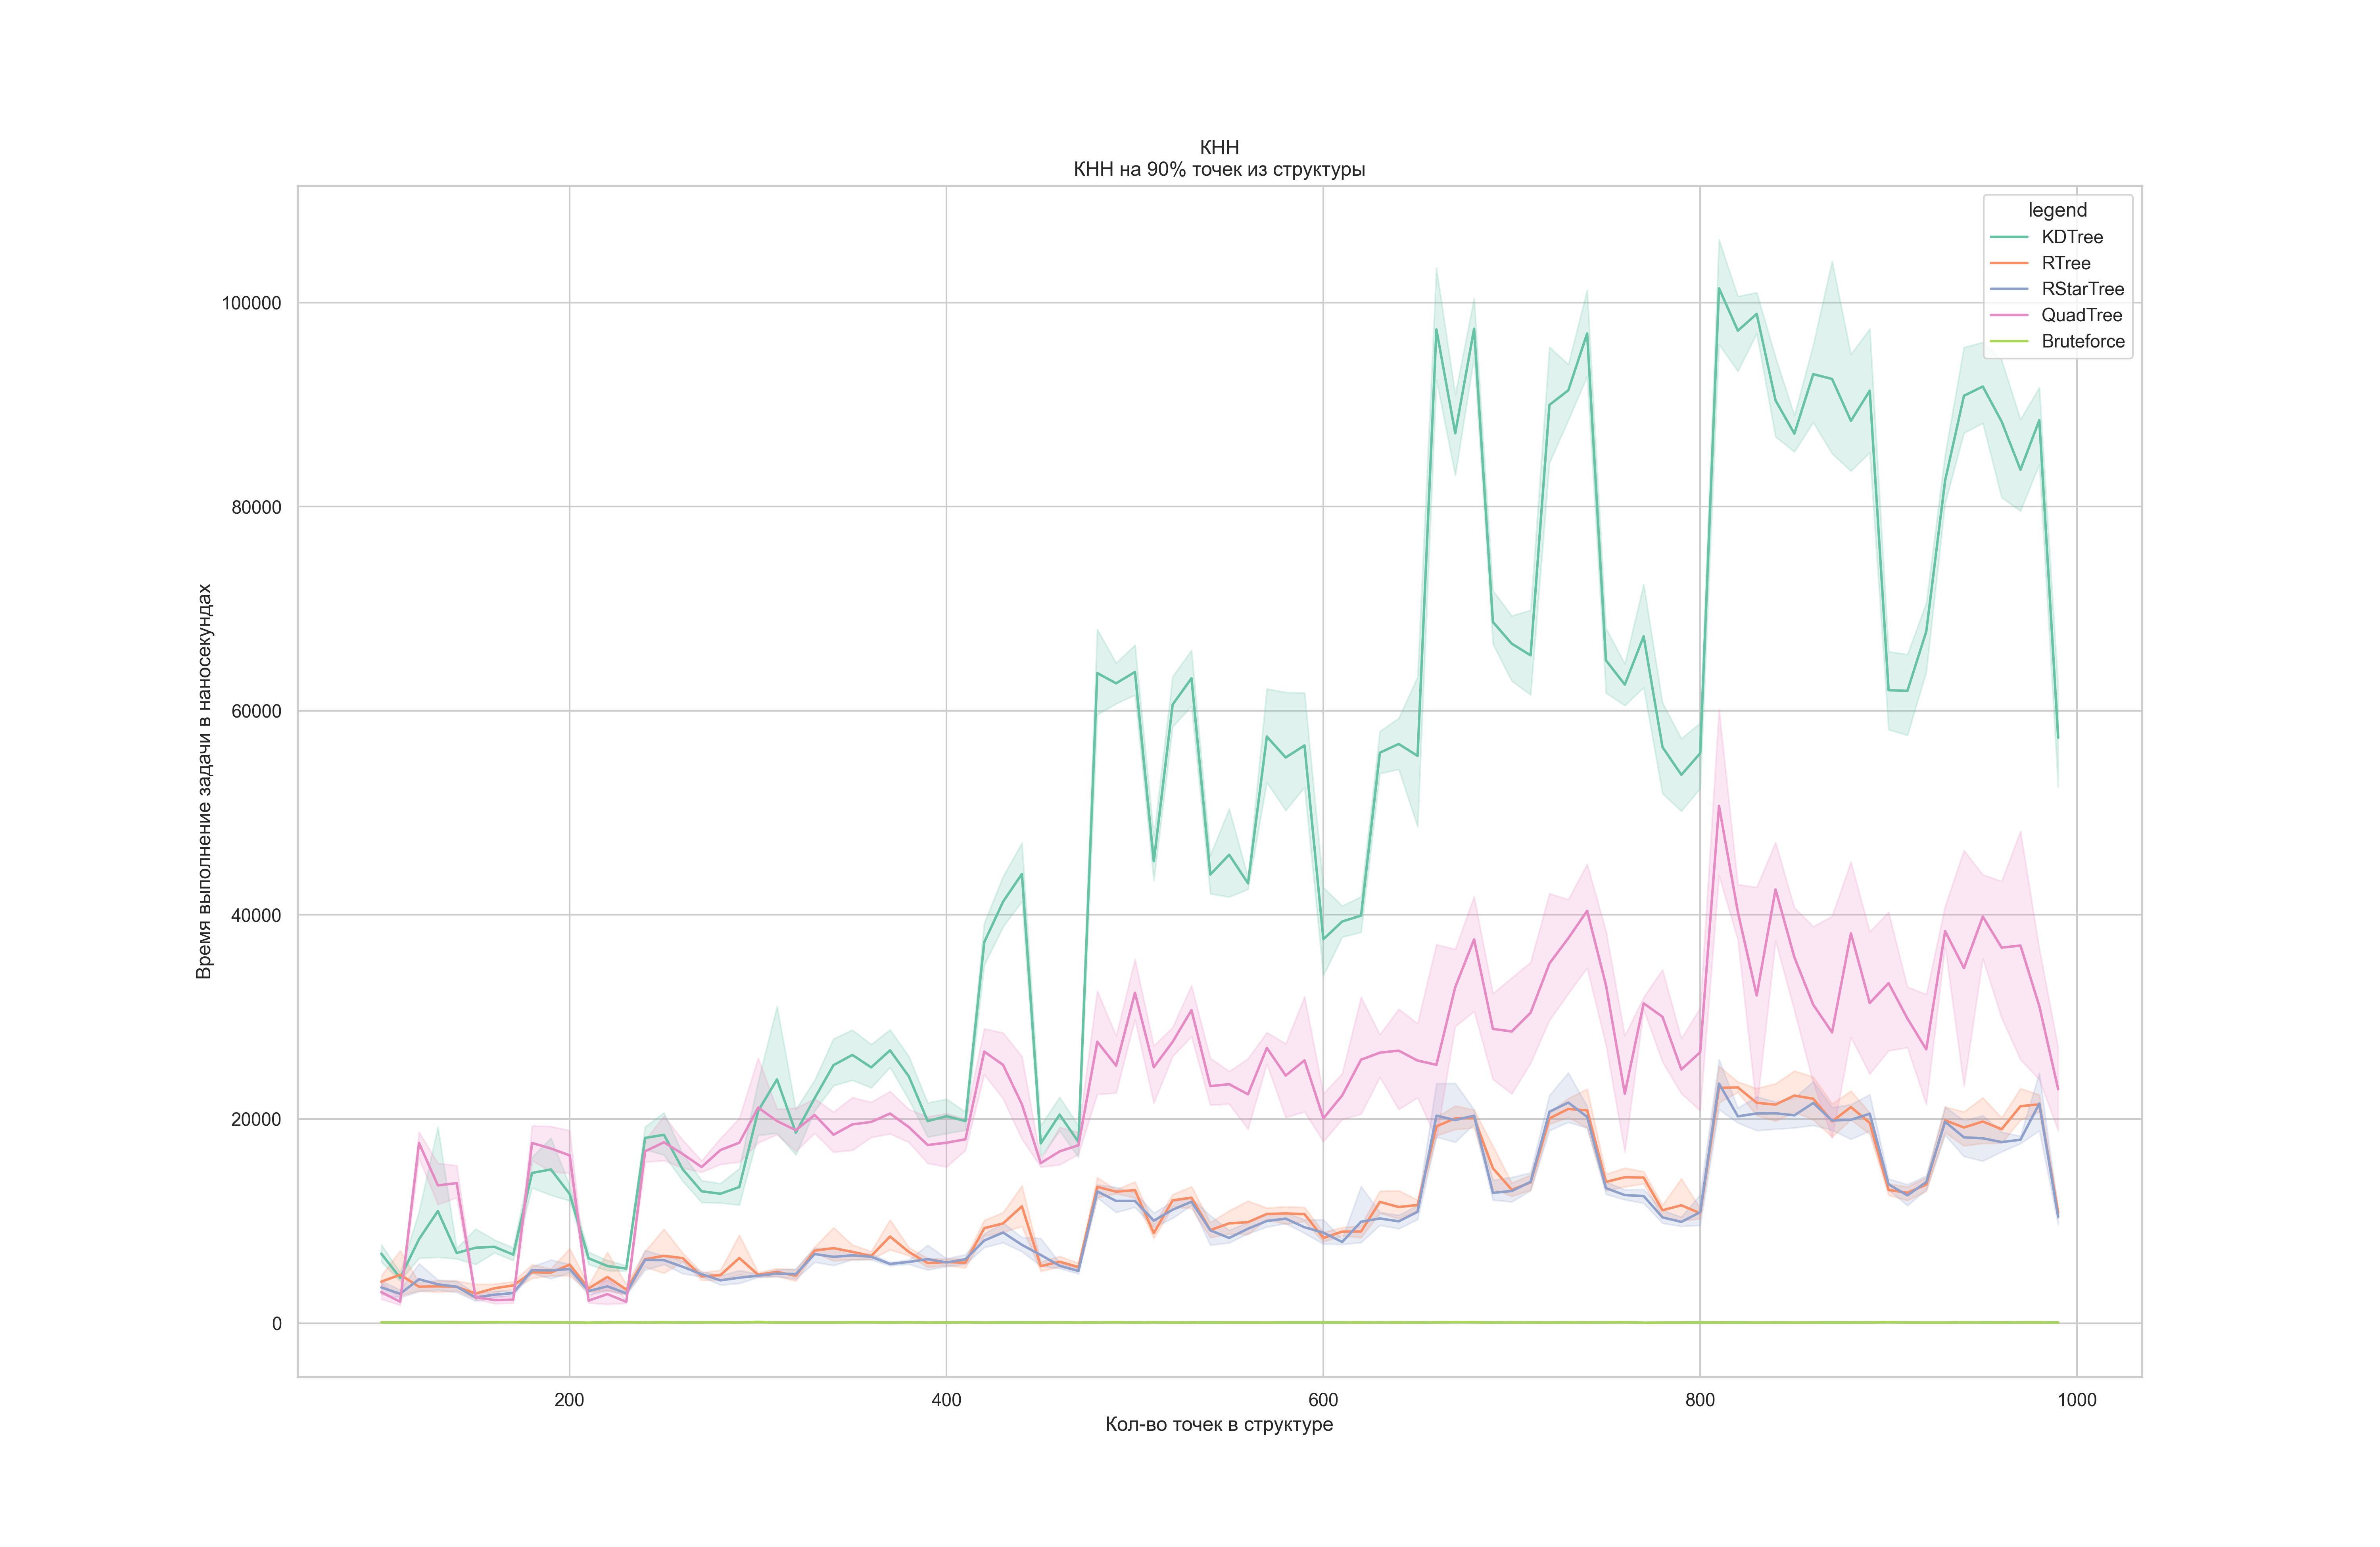 КНН
КНН на 90% точек из структуры
legend
KDTree
RTree
RStarTree
QuadTree
Bruteforce
100000
80000
60000
40000
20000
0
Время выполнение задачи в наносекундах
200
400
600
800
1000
Кол-во точек в структуре